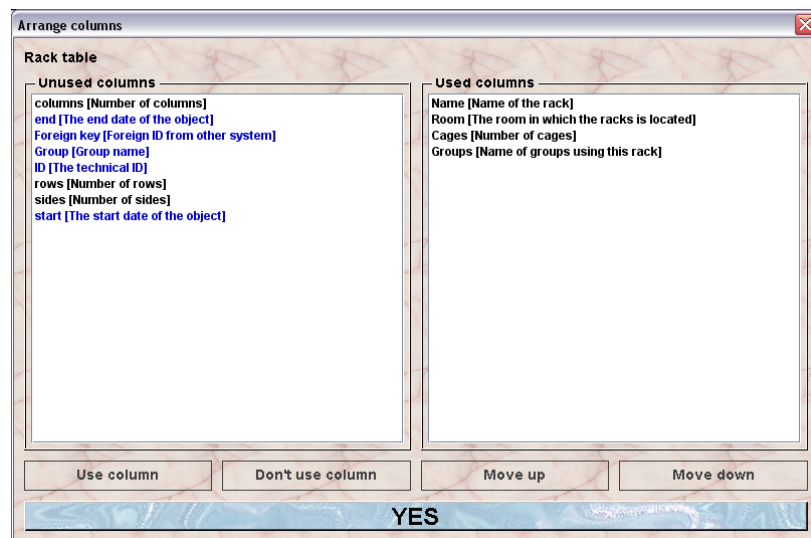 Arrange columns
Rack table
Unused columns
columns [Number of columns]
end [The end date of the object]
Foreign key [Foreign ID from other system]
Group [Group name]
ID [The technical ID]
rows [Number of rows]
sides [Number of sides]
start [The start date of the object]
Used columns
Name [Name of the rack]
Room [The room in which the racks is located]
Cages [Number of cages]
Groups [Name of groups using this rack]
Use column
Don't use column
Move up
Move down
YES